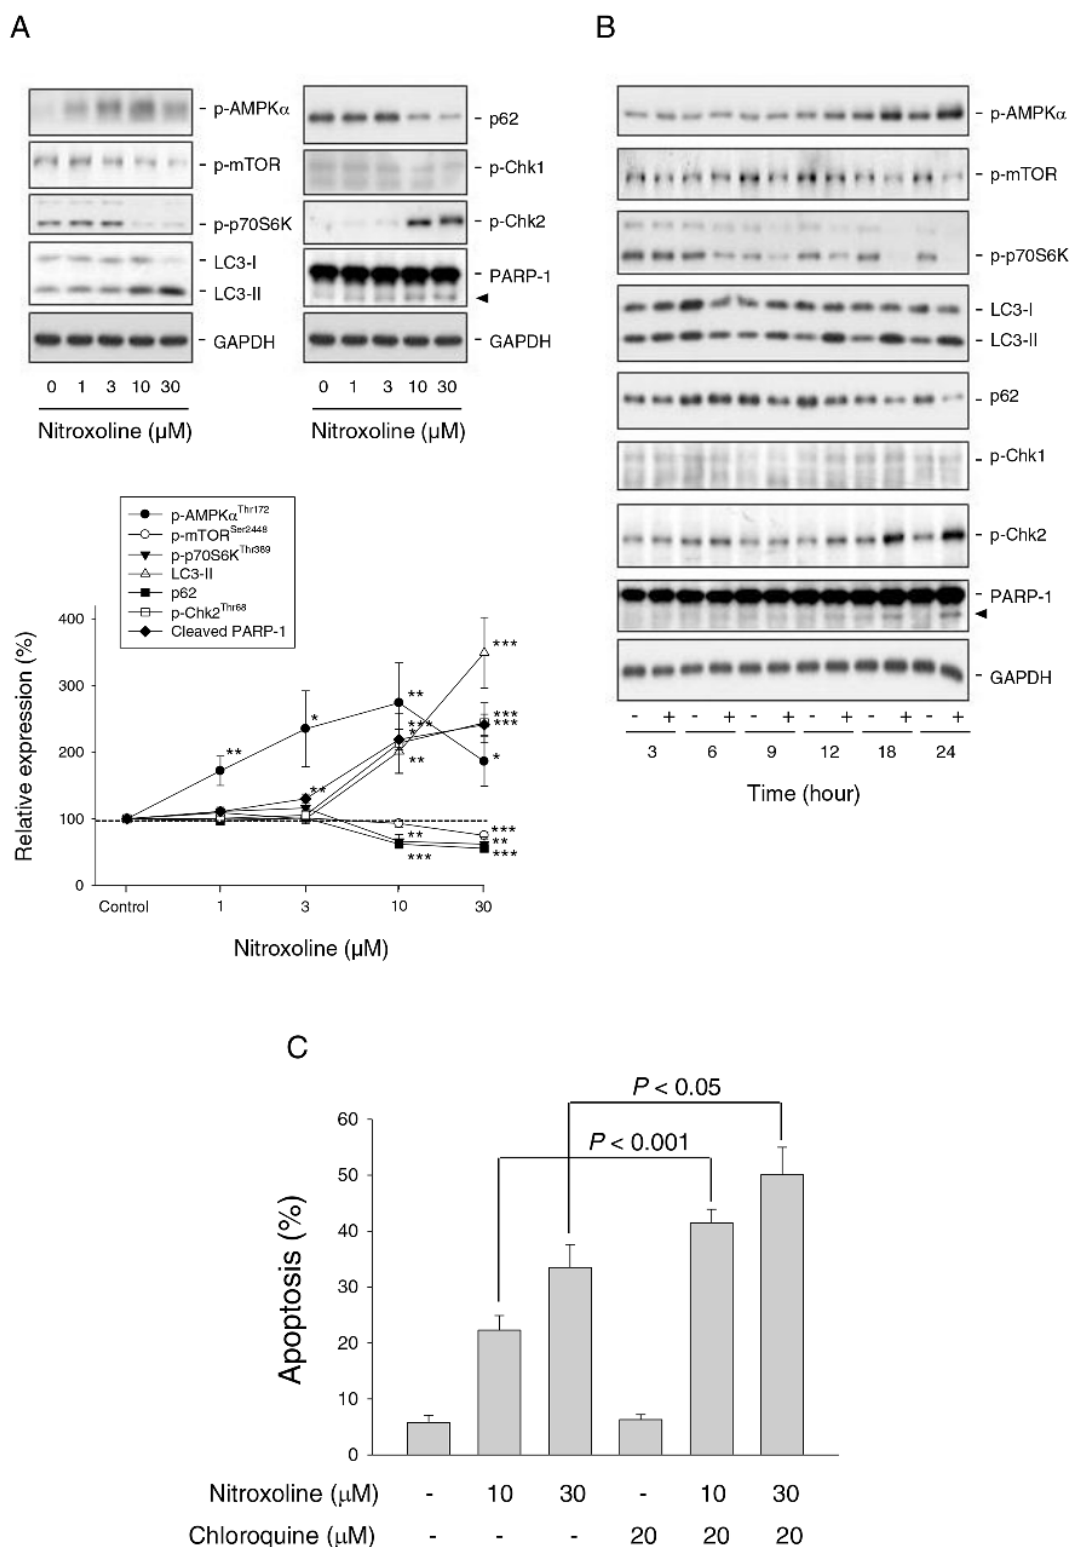 A
B
p-AMPKα
p-mTOR
p-p70S6K
LC3-I
LC3-II
GAPDH
0 1 3 10 30
Nitroxoline (µM)
p62
p-Chk1
p-Chk2
PARP-1
GAPDH
0 1 3 10 30
Nitroxoline (µM)
p-AMPKα Thr172
p-mTOR Ser2448
p-p70S6K Thr389
LC3-II
p62
p-Chk2 Thr68
Cleaved PARP-1
Relative expression (%)
400
300
200
100
0
** * ** *** * ** *** *** *** *
** ** *** *** ** ***
Control 1 3 10 30
Nitroxoline (µM)
p-AMPKα
p-mTOR
p-p70S6K
LC3-I
LC3-II
p62
p-Chk1
p-Chk2
PARP-1
GAPDH
- + - + - + - + - + - +
3 6 9 12 18 24
Time (hour)
C
P < 0.05
P < 0.001
Apoptosis (%)
60
50
40
30
20
10
0
Nitroxoline (µM) - 10 30 - 10 30
Chloroquine (µM) - - - 20 20 20